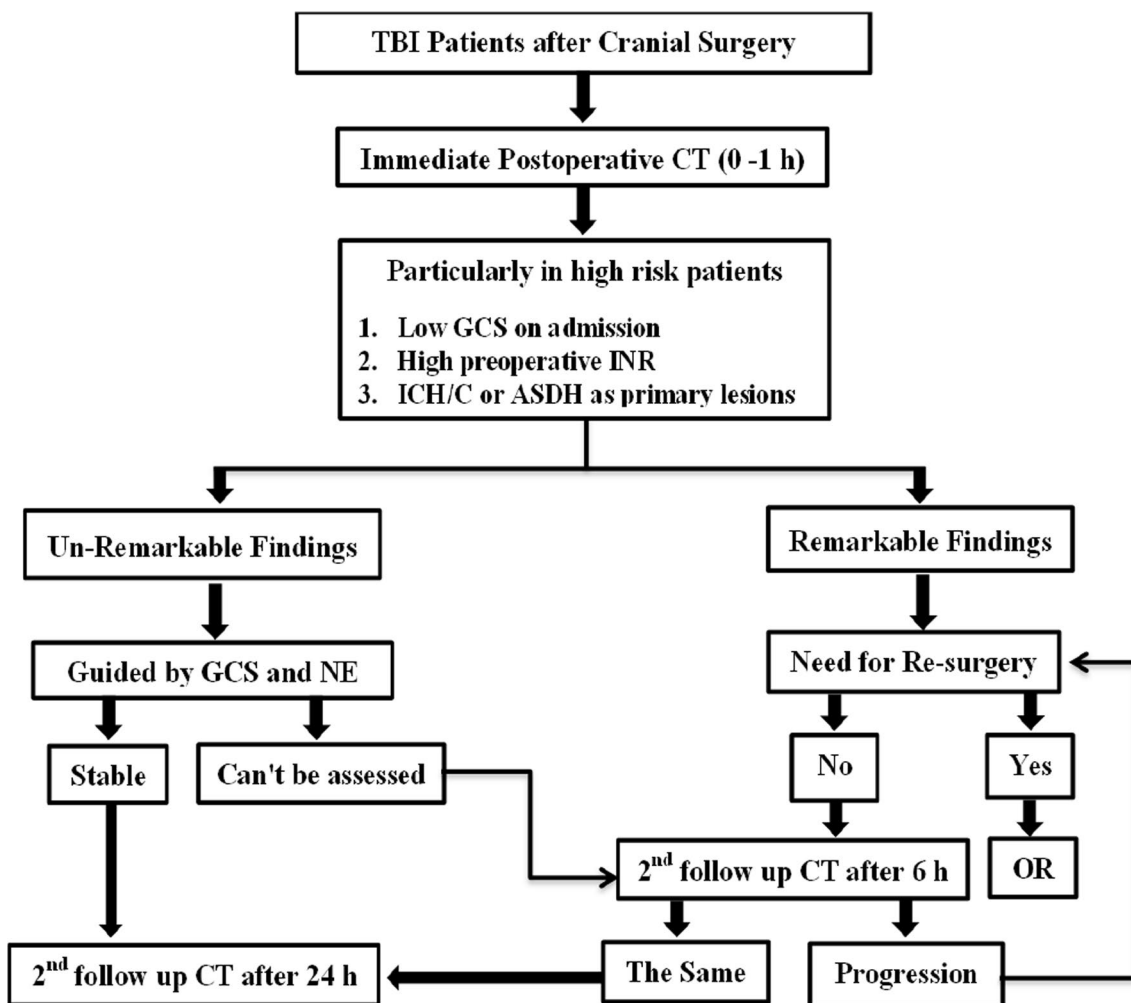 TBI Patients after Cranial Surgery
Immediate Postoperative CT (0 -1 h)
Particularly in high risk patients
1. Low GCS on admission
2. High preoperative INR
3. ICH/C or ASDH as primary lesions
Un-Remarkable Findings
Remarkable Findings
Guided by GCS and NE
Need for Re-surgery
Stable
Can't be assessed
No
Yes
2nd follow up CT after 6 h
OR
2nd follow up CT after 24 h
The Same
Progression